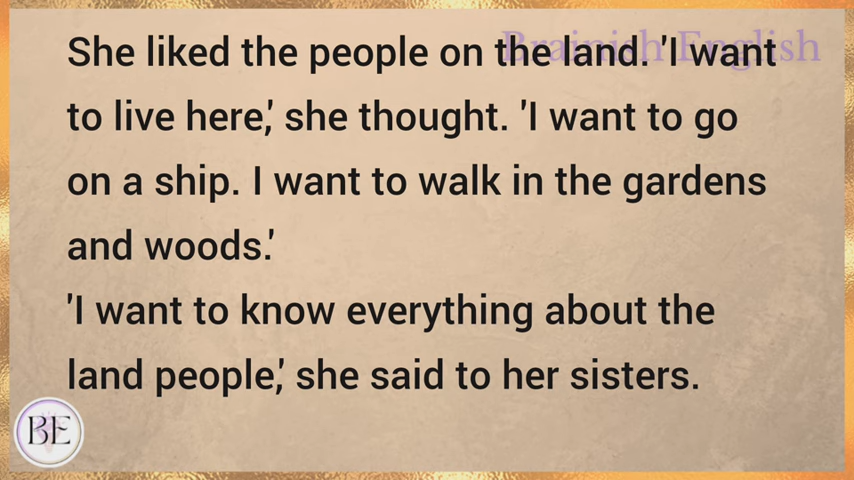 Brainish English
She liked the people on the land. 'I want
to live here,' she thought. 'I want to go
on a ship. I want to walk in the gardens
and woods.'
'I want to know everything about the
land people,' she said to her sisters.
BE